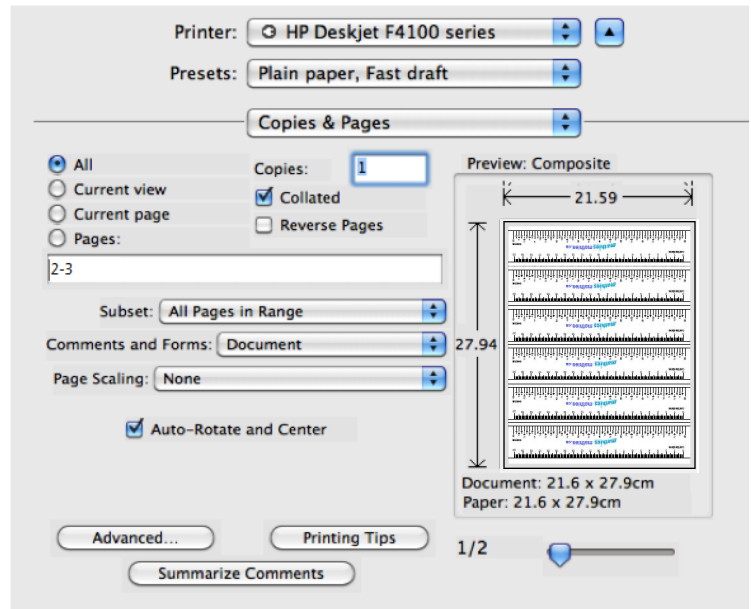 Printer: HP Deskjet F4100 series
Presets: Plain paper, Fast draft
Copies & Pages
All
Current view
Current page
Pages:
2-3
Copies: 1
Collated
Reverse Pages
Subset: All Pages in Range
Comments and Forms: Document
Page Scaling: None
Auto-Rotate and Center
Advanced...
Printing Tips
Summarize Comments
Preview: Composite
21.59
27.94
Document: 21.6 x 27.9cm
Paper: 21.6 x 27.9cm
1/2